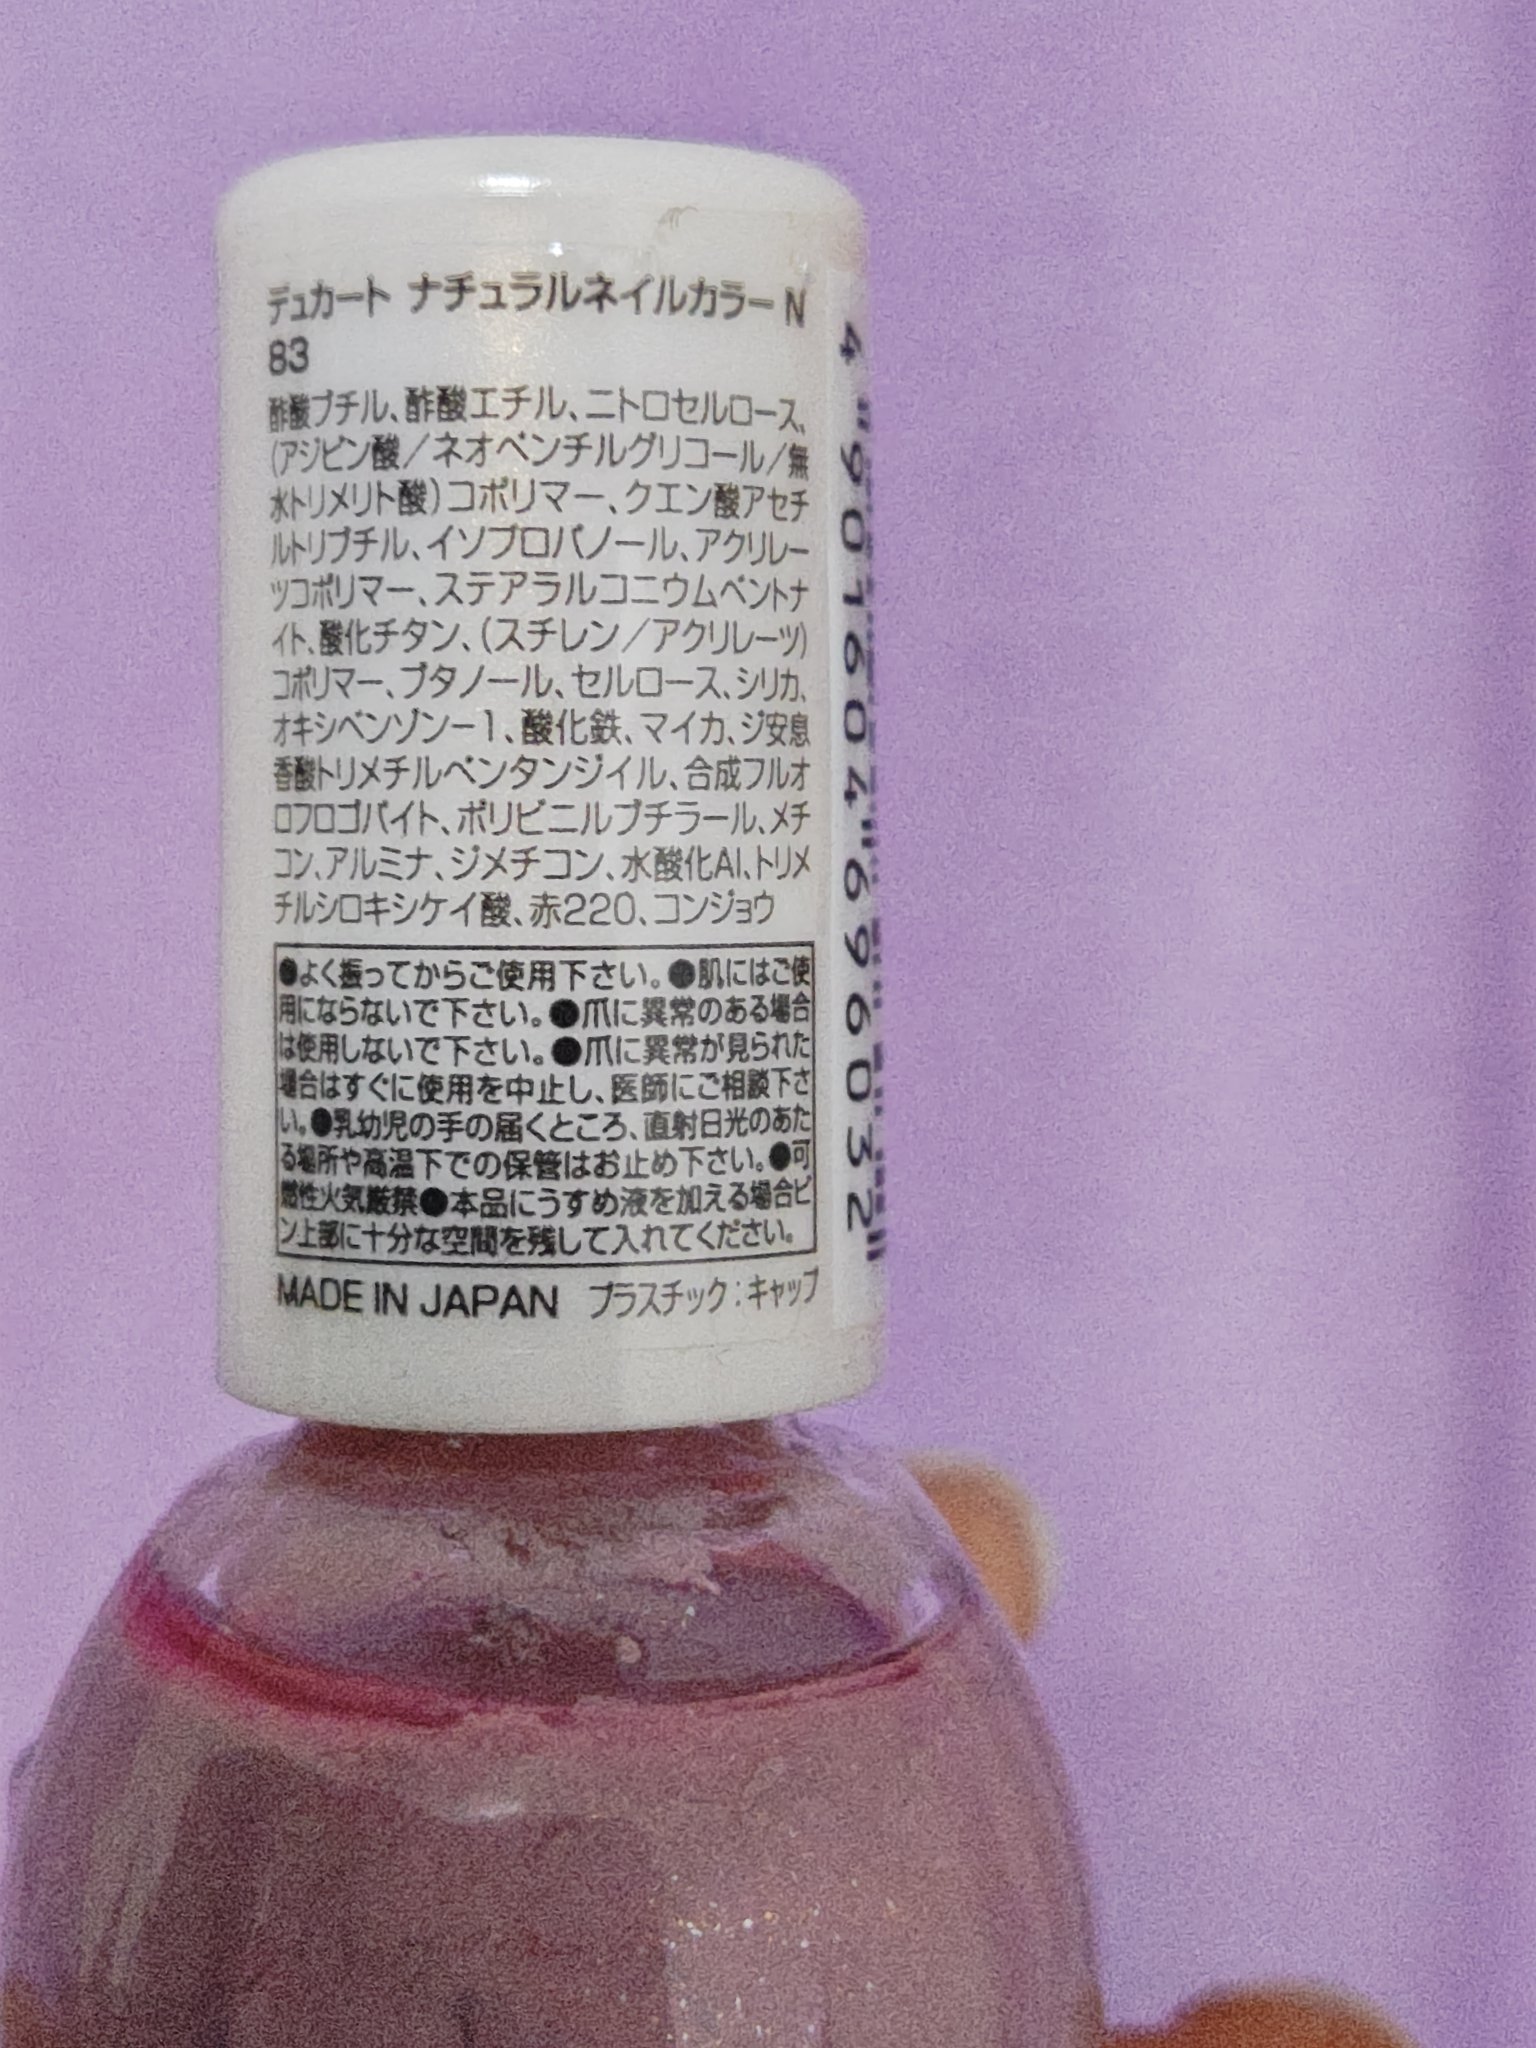 デュカート ナチュラルネイルカラーN
83
酢酸ブチル、酢酸エチル、ニトロセルロース、
(アジピン酸/ネオペンチルグリコール/無
水トリメリト酸)コポリマー、クエン酸アセチ
ルトリブチル、イソプロパノール、アクリレー
ツコポリマー、ステアラルコニウムベントナ
イト、酸化チタン、(スチレン/アクリレーツ)
コポリマー、ブタノール、セルロース、シリカ、
オキシベンゾン-1、酸化鉄、マイカ、ジ安息
香酸トリメチルペンタンジイル、合成フルオ
ロフロゴパイト、ポリビニルブチラール、メチ
コン、アルミナ、ジメチコン、水酸化Al、トリメ
チルシロキシケイ酸、赤220、コンジョウ
●よく振ってからご使用下さい。●肌にはご使
用にならないで下さい。●爪に異常のある場合
は使用しないで下さい。●爪に異常が見られた
場合はすぐに使用を中止し、医師にご相談下さ
い。●乳幼児の手の届くところ、直射日光のあた
る場所や高温下での保管はお止め下さい。●可
燃性火気厳禁●本品にうすめ液を加える場合ビ
ン上部に十分な空間を残して入れてください。
MADE IN JAPAN プラスチック:キャップ
4 901604 696032